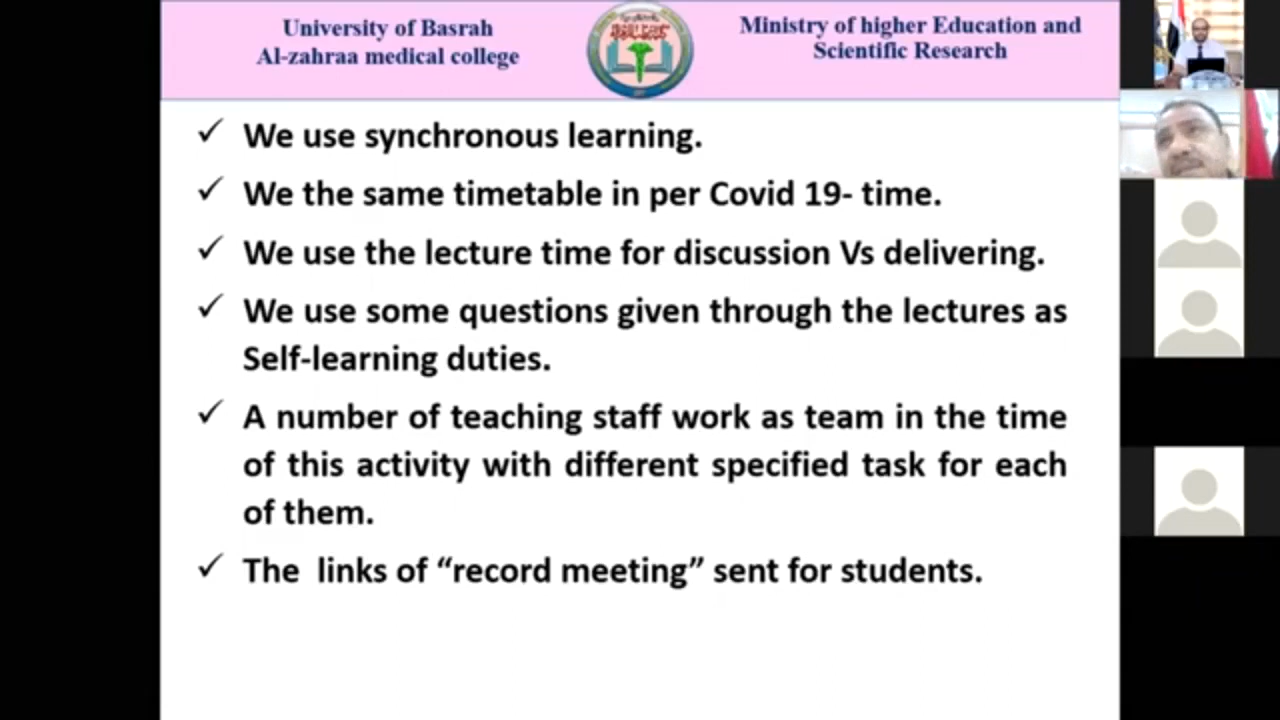 University of Basrah
Al-zahraa medical college
Ministry of higher Education and
Scientific Research
✓ We use synchronous learning.
✓ We the same timetable in per Covid 19- time.
✓ We use the lecture time for discussion Vs delivering.
✓ We use some questions given through the lectures as
Self-learning duties.
✓ A number of teaching staff work as team in the time
of this activity with different specified task for each
of them.
✓ The links of “record meeting” sent for students.